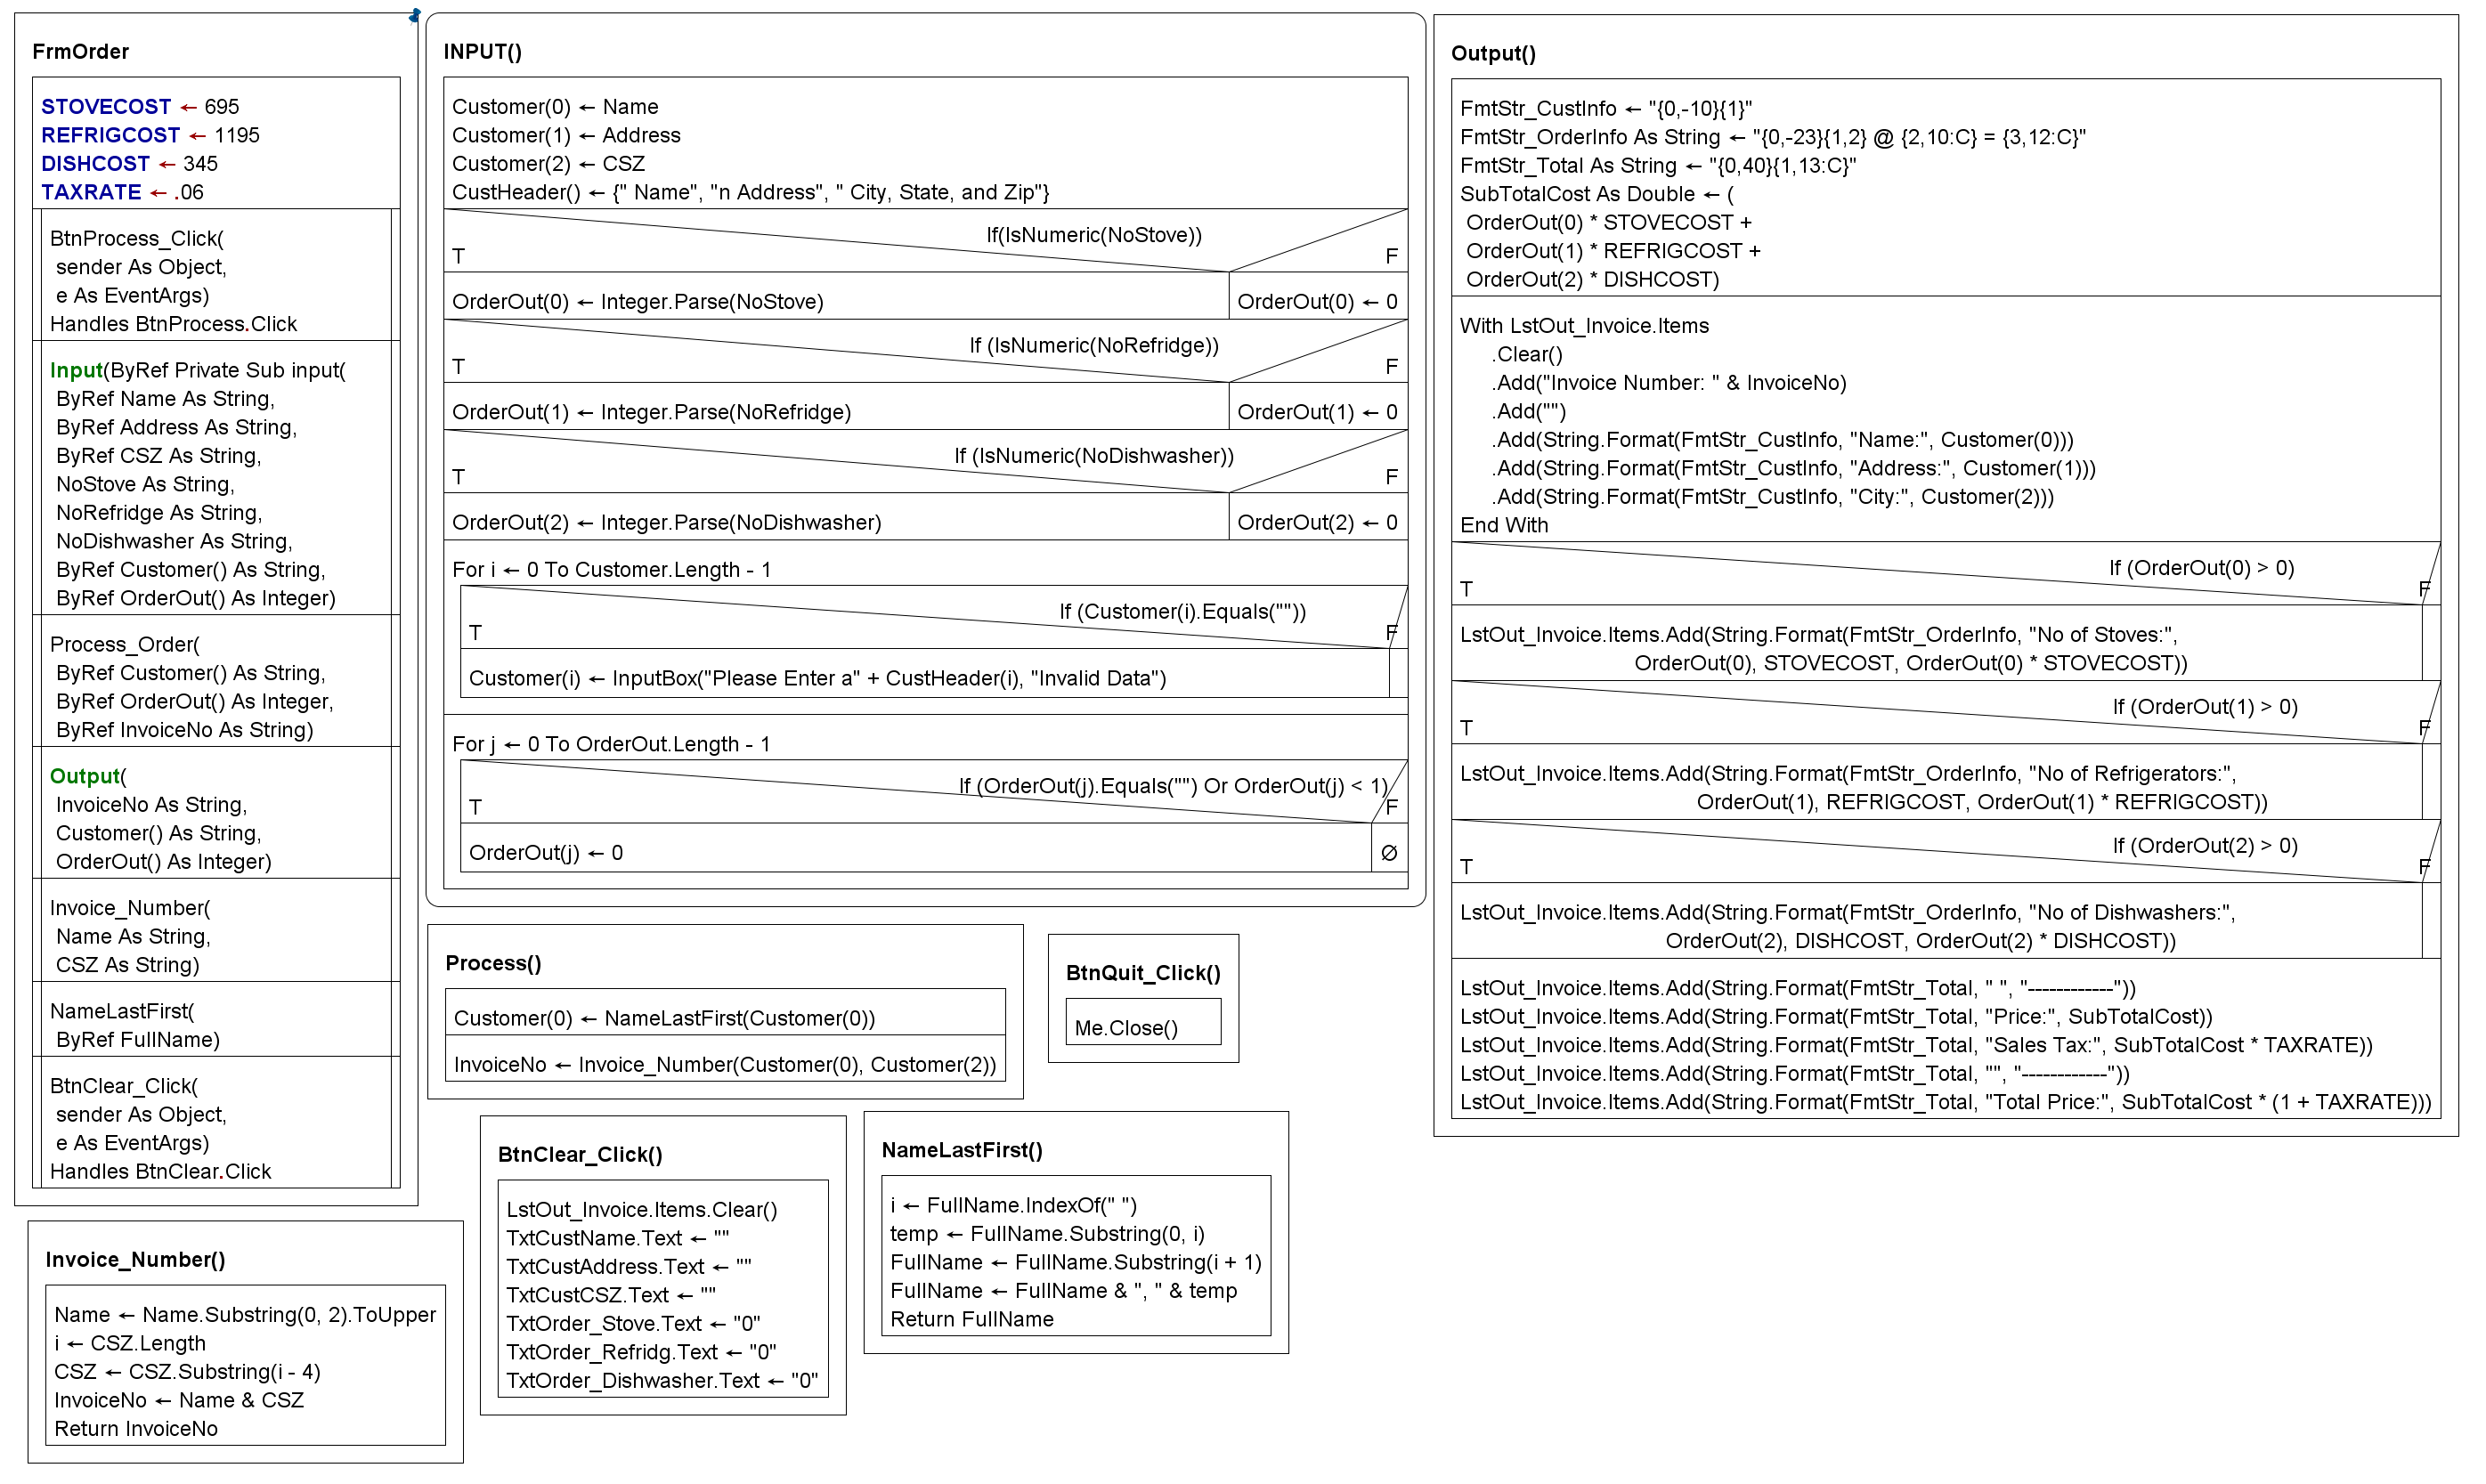 FrmOrder
STOVECOST ← 695
REFRIGCOST ← 1195
DISHCOST ← 345
TAXRATE ← .06
BtnProcess_Click(
sender As Object,
e As EventArgs)
Handles BtnProcess.Click
Input(ByRef Private Sub input(
ByRef Name As String,
ByRef Address As String,
ByRef CSZ As String,
NoStove As String,
NoRefridge As String,
NoDishwasher As String,
ByRef Customer() As String,
ByRef OrderOut() As Integer)
Process_Order(
ByRef Customer() As String,
ByRef OrderOut() As Integer,
ByRef InvoiceNo As String)
Output(
InvoiceNo As String,
Customer() As String,
OrderOut() As Integer)
Invoice_Number(
Name As String,
CSZ As String)
NameLastFirst(
ByRef FullName)
BtnClear_Click(
sender As Object,
e As EventArgs)
Handles BtnClear.Click
INPUT()
Customer(0) ← Name
Customer(1) ← Address
Customer(2) ← CSZ
CustHeader() ← {" Name", "n Address", " City, State, and Zip"}
If(IsNumeric(NoStove))
T F
OrderOut(0) ← Integer.Parse(NoStove) OrderOut(0) ← 0
If (IsNumeric(NoRefridge))
T F
OrderOut(1) ← Integer.Parse(NoRefridge) OrderOut(1) ← 0
If (IsNumeric(NoDishwasher))
T F
OrderOut(2) ← Integer.Parse(NoDishwasher) OrderOut(2) ← 0
For i ← 0 To Customer.Length - 1
If (Customer(i).Equals(""))
T F
Customer(i) ← InputBox("Please Enter a" + CustHeader(i), "Invalid Data")
For j ← 0 To OrderOut.Length - 1
If (OrderOut(j).Equals("") Or OrderOut(j) < 1)
T F
OrderOut(j) ← 0 ∅
Output()
FmtStr_CustInfo ← "{0,-10}{1}"
FmtStr_OrderInfo As String ← "{0,-23}{1,2} @ {2,10:C} = {3,12:C}"
FmtStr_Total As String ← "{0,40}{1,13:C}"
SubTotalCost As Double ← (
OrderOut(0) * STOVECOST +
OrderOut(1) * REFRIGCOST +
OrderOut(2) * DISHCOST)
With LstOut_Invoice.Items
.Clear()
.Add("Invoice Number: " & InvoiceNo)
.Add("")
.Add(String.Format(FmtStr_CustInfo, "Name:", Customer(0)))
.Add(String.Format(FmtStr_CustInfo, "Address:", Customer(1)))
.Add(String.Format(FmtStr_CustInfo, "City:", Customer(2)))
End With
If (OrderOut(0) > 0)
T F
LstOut_Invoice.Items.Add(String.Format(FmtStr_OrderInfo, "No of Stoves:",
OrderOut(0), STOVECOST, OrderOut(0) * STOVECOST))
If (OrderOut(1) > 0)
T F
LstOut_Invoice.Items.Add(String.Format(FmtStr_OrderInfo, "No of Refrigerators:",
OrderOut(1), REFRIGCOST, OrderOut(1) * REFRIGCOST))
If (OrderOut(2) > 0)
T F
LstOut_Invoice.Items.Add(String.Format(FmtStr_OrderInfo, "No of Dishwashers:",
OrderOut(2), DISHCOST, OrderOut(2) * DISHCOST))
LstOut_Invoice.Items.Add(String.Format(FmtStr_Total, " ", "-------------"))
LstOut_Invoice.Items.Add(String.Format(FmtStr_Total, "Price:", SubTotalCost))
LstOut_Invoice.Items.Add(String.Format(FmtStr_Total, "Sales Tax:", SubTotalCost * TAXRATE))
LstOut_Invoice.Items.Add(String.Format(FmtStr_Total, "", "-------------"))
LstOut_Invoice.Items.Add(String.Format(FmtStr_Total, "Total Price:", SubTotalCost * (1 + TAXRATE)))
Process()
Customer(0) ← NameLastFirst(Customer(0))
InvoiceNo ← Invoice_Number(Customer(0), Customer(2))
BtnQuit_Click()
Me.Close()
Invoice_Number()
Name ← Name.Substring(0, 2).ToUpper
i ← CSZ.Length
CSZ ← CSZ.Substring(i - 4)
InvoiceNo ← Name & CSZ
Return InvoiceNo
BtnClear_Click()
LstOut_Invoice.Items.Clear()
TxtCustName.Text ← ""
TxtCustAddress.Text ← ""
TxtCustCSZ.Text ← ""
TxtOrder_Stove.Text ← "0"
TxtOrder_Refridg.Text ← "0"
TxtOrder_Dishwasher.Text ← "0"
NameLastFirst()
i ← FullName.IndexOf(" ")
temp ← FullName.Substring(0, i)
FullName ← FullName.Substring(i + 1)
FullName ← FullName & ", " & temp
Return FullName